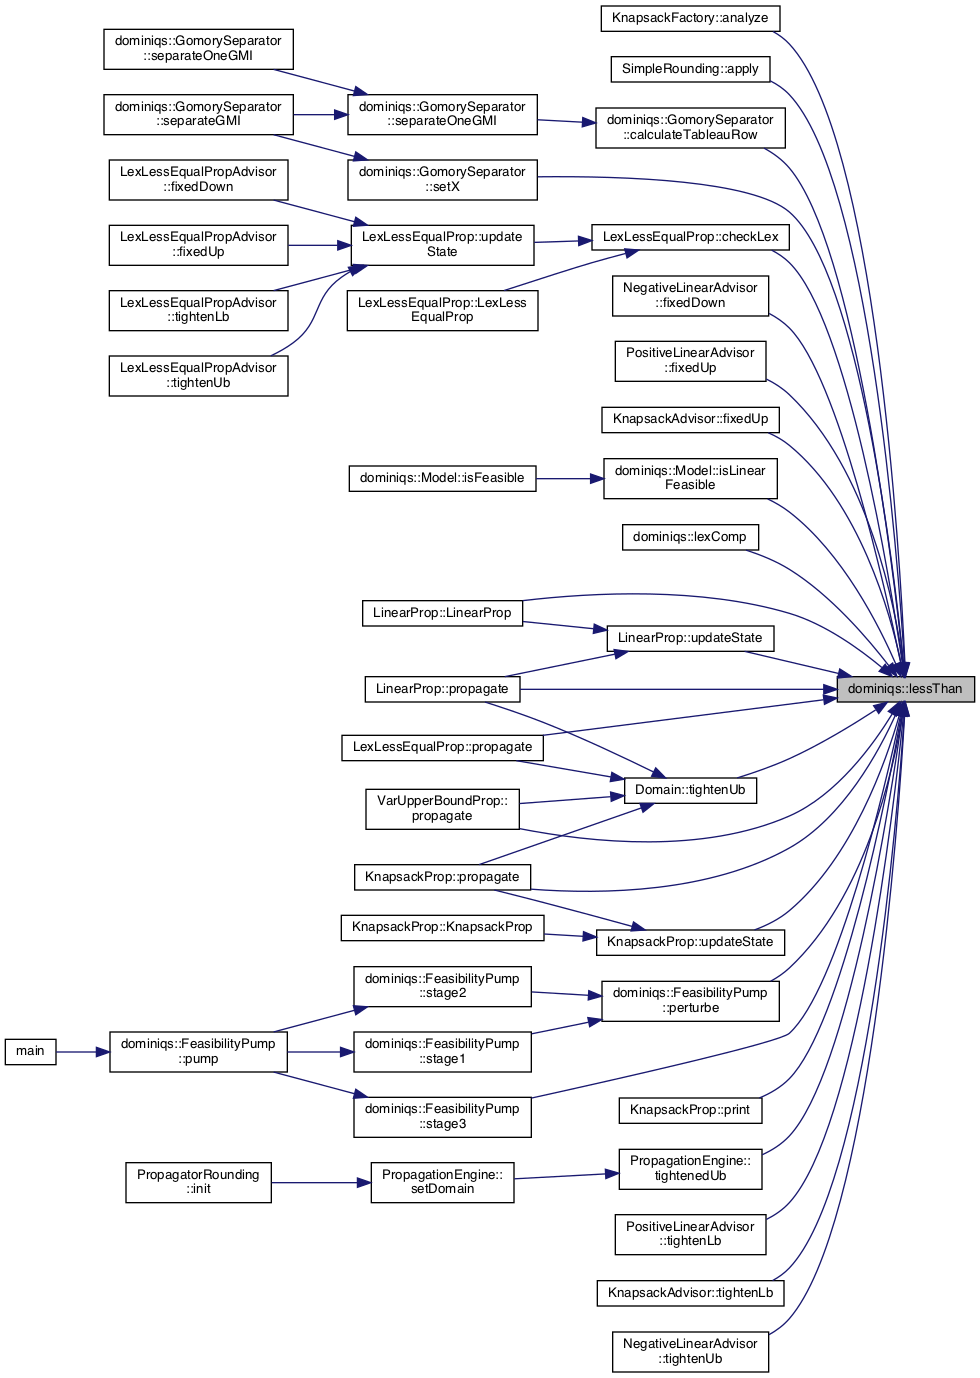 KnapsackFactory::analyze
dominiqs::GomorySeparator
::separateOneGMI
SimpleRounding::apply
dominiqs::GomorySeparator
::separateGMI
dominiqs::GomorySeparator
::separateOneGMI
dominiqs::GomorySeparator
::calculateTableauRow
LexLessEqualPropAdvisor
::fixedDown
dominiqs::GomorySeparator
::setX
LexLessEqualPropAdvisor
::fixedUp
LexLessEqualProp::update
State
LexLessEqualProp::checkLex
LexLessEqualPropAdvisor
::tightenLb
LexLessEqualProp::LexLess
EqualProp
NegativeLinearAdvisor
::fixedDown
LexLessEqualPropAdvisor
::tightenUb
PositiveLinearAdvisor
::fixedUp
KnapsackAdvisor::fixedUp
dominiqs::Model::isFeasible
dominiqs::Model::isLinear
Feasible
dominiqs::lexComp
LinearProp::LinearProp
LinearProp::updateState
LinearProp::propagate
dominiqs::lessThan
LexLessEqualProp::propagate
Domain::tightenUb
VarUpperBoundProp::
propagate
KnapsackProp::propagate
KnapsackProp::KnapsackProp
KnapsackProp::updateState
dominiqs::FeasibilityPump
::stage2
dominiqs::FeasibilityPump
::perturbe
main
dominiqs::FeasibilityPump
::pump
dominiqs::FeasibilityPump
::stage1
dominiqs::FeasibilityPump
::stage3
KnapsackProp::print
PropagatorRounding
::init
PropagationEngine::
setDomain
PropagationEngine::
tightenedUb
PositiveLinearAdvisor
::tightenLb
KnapsackAdvisor::tightenLb
NegativeLinearAdvisor
::tightenUb